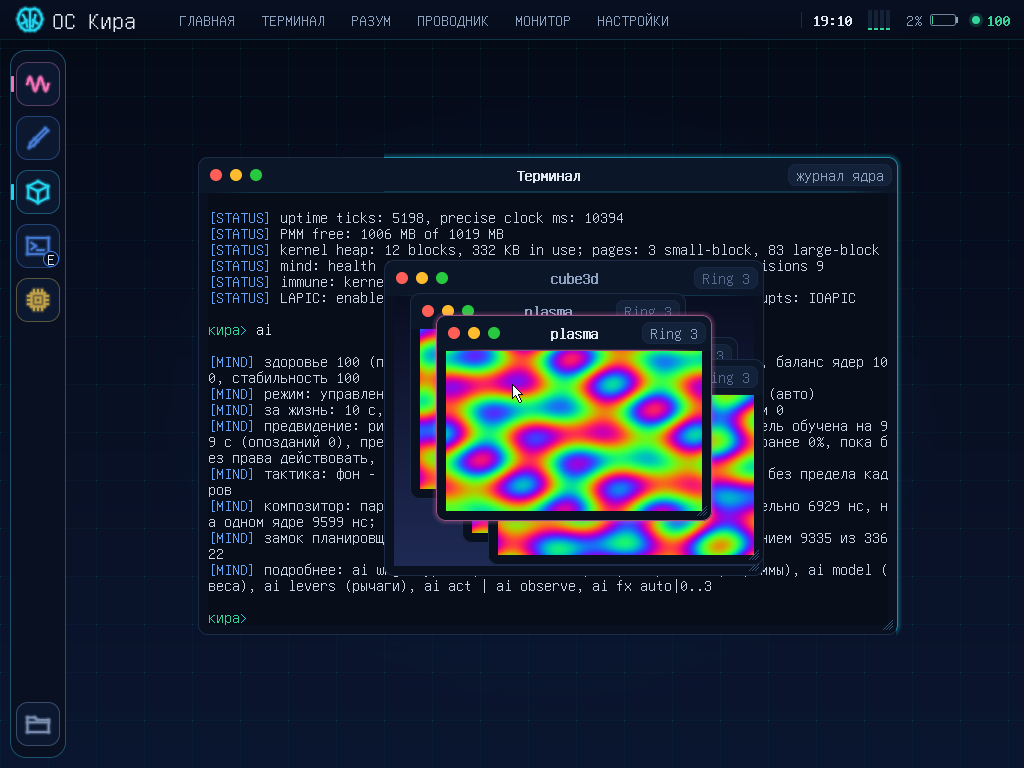 ОС Кира ГЛАВНАЯ ТЕРМИНАЛ РАЗУМ ПРОВОДНИК МОНИТОР НАСТРОЙКИ 19:10 2% 100
E
Терминал журнал ядра
[STATUS] uptime ticks: 5198, precise clock ms: 10394
[STATUS] PMM free: 1006 MB of 1019 MB
[STATUS] kernel heap: 12 blocks, 332 KB in use; pages: 3 small-block, 83 large-block
[STATUS] mind: health isions 9
[STATUS] immune: kerne
[STATUS] LAPIC: enable upts: IOAPIC
кира> ai
[MIND] здоровье 100 (п , баланс ядер 10
0, стабильность 100
[MIND] режим: управлен (авто)
[MIND] за жизнь: 10 с, и 0
[MIND] предвидение: ри ель обучена на 9
9 с (опозданий 0), пре ранее 0%, пока б
ез права действовать,
[MIND] тактика: фон - без предела кад
ров
[MIND] композитор: пар ельно 6929 нс, н
а одном ядре 9599 нс;
[MIND] замок планировщ нием 9335 из 336
22
[MIND] подробнее: ai ммы), ai model (
веса), ai levers (рычаги), ai act | ai observe, ai fx auto|0..3
кира>
cube3d Ring 3
plasma Ring 3
plasma Ring 3
3
ing 3